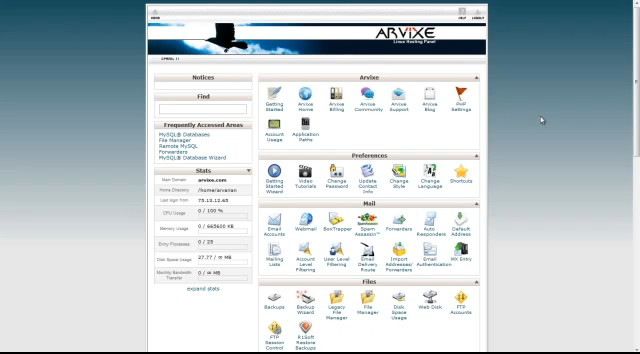 HOME
HELP
LOGOUT
ARVIXE
Linux Hosting Panel
CPANEL 11
Notices
Find
Frequently Accessed Areas
MySQL® Databases
File Manager
Remote MySQL
Forwarders
MySQL® Database Wizard
Stats
Main Domain arvixe.com
Home Directory /home/arvarian
Last login from 75.13.12.65
CPU Usage 0 / 100 %
Memory Usage 0 / 665600 KB
Entry Processes 0 / 25
Disk Space Usage 27.77 / ∞ MB
Monthly Bandwidth Transfer 0 / ∞ MB
expand stats
Arvixe
Getting Started
Arvixe Home
Arvixe Billing
Arvixe Community
Arvixe Support
Arvixe Blog
PHP Settings
Account Usage
Application Paths
Preferences
Getting Started Wizard
Video Tutorials
Change Password
Update Contact Info
Change Style
Change Language
Shortcuts
Mail
Email Accounts
Webmail
BoxTrapper
Spam Assassin™
Forwarders
Auto Responders
Default Address
Mailing Lists
Account Level Filtering
User Level Filtering
Email Delivery Route
Import Addresses/ Forwarders
Email Authentication
MX Entry
Files
Backups
Backup Wizard
Legacy File Manager
File Manager
Disk Space Usage
Web Disk
FTP Accounts
FTP Session Control
R1Soft Restore Backups